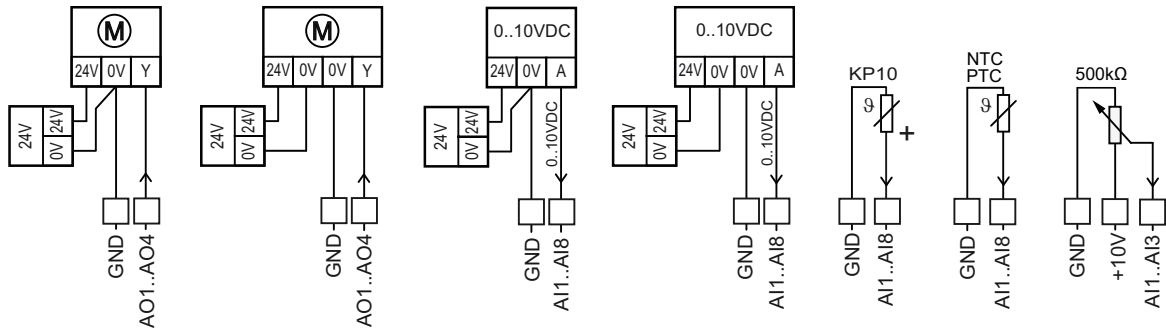 M
24V 0V Y
24V 24V 0V
GND AO1..AO4
M
24V 0V 0V Y
24V 24V 0V
GND AO1..AO4
0..10VDC
24V 0V A
24V 24V 0V
0..10VDC
GND AI1..AI8
0..10VDC
24V 0V 0V A
24V 24V 0V
0..10VDC
GND AI1..AI8
KP10
ϑ
+
GND AI1..AI8
NTC
PTC
ϑ
GND AI1..AI8
500kΩ
GND +10V AI1..AI3